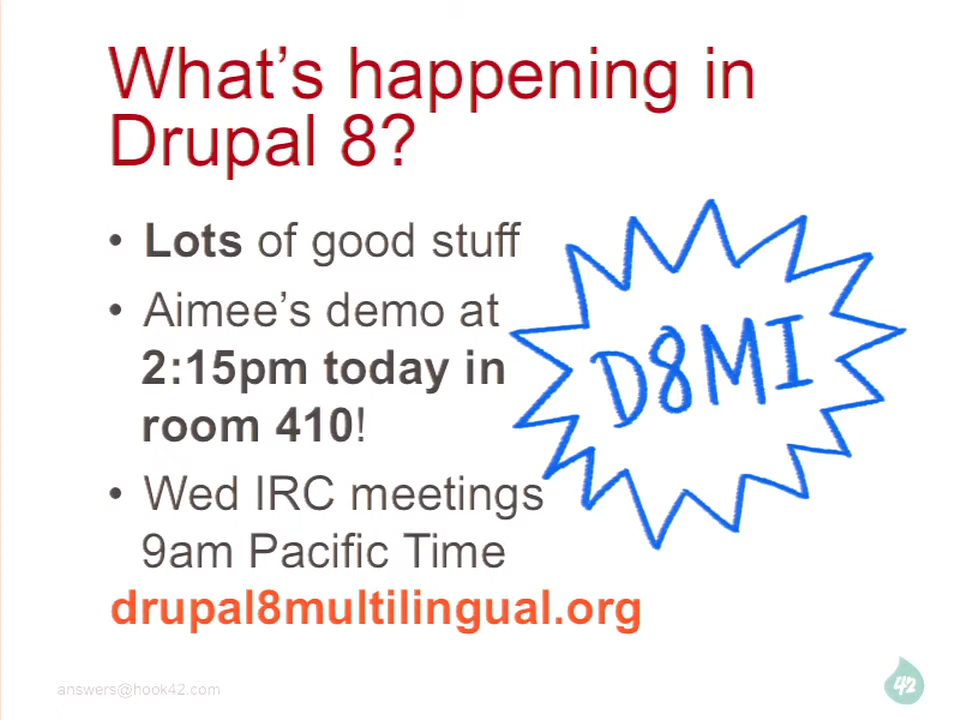 What’s happening in
Drupal 8?
• Lots of good stuff
• Aimee’s demo at
2:15pm today in
room 410!
• Wed IRC meetings
9am Pacific Time
drupal8multilingual.org
D8MI
answers@hook42.com
42